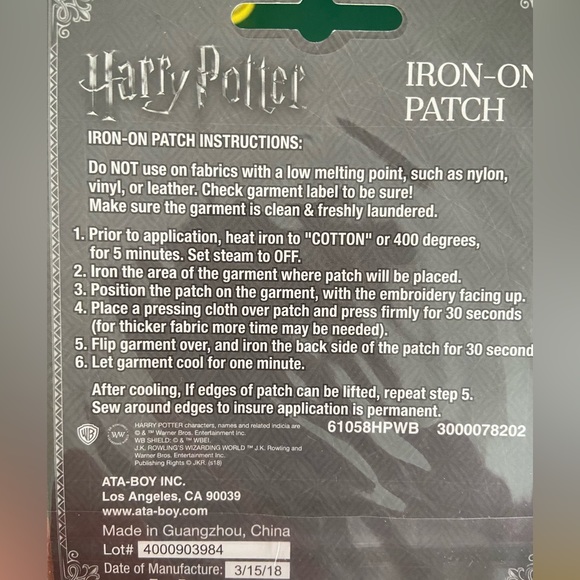 Harry Potter
IRON-ON
PATCH
IRON-ON PATCH INSTRUCTIONS:
Do NOT use on fabrics with a low melting point, such as nylon,
vinyl, or leather. Check garment label to be sure!
Make sure the garment is clean & freshly laundered.
1. Prior to application, heat iron to "COTTON" or 400 degrees,
for 5 minutes. Set steam to OFF.
2. Iron the area of the garment where patch will be placed.
3. Position the patch on the garment, with the embroidery facing up.
4. Place a pressing cloth over patch and press firmly for 30 seconds
(for thicker fabric more time may be needed).
5. Flip garment over, and iron the back side of the patch for 30 second
6. Let garment cool for one minute.
After cooling, If edges of patch can be lifted, repeat step 5.
Sew around edges to insure application is permanent.
WB
WW
HARRY POTTER characters, names and related indicia are
© & ™ Warner Bros. Entertainment Inc.
WB SHIELD: © & ™ WBEI.
J.K. ROWLING'S WIZARDING WORLD ™ J.K. Rowling and
Warner Bros. Entertainment Inc.
Publishing Rights © JKR. (s18)
61058HPWB 3000078202
ATA-BOY INC.
Los Angeles, CA 90039
www.ata-boy.com
Made in Guangzhou, China
Lot# 4000903984
Date of Manufacture: 3/15/18